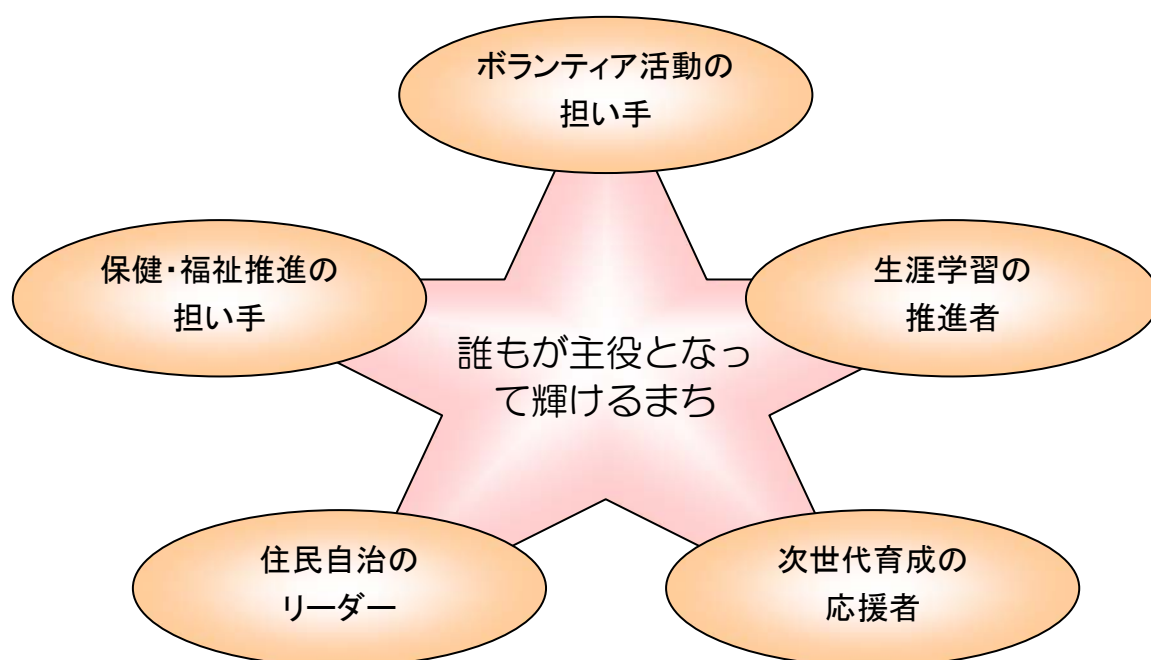 ボランティア活動の
担い手
保健・福祉推進の
担い手
生涯学習の
推進者
誰もが主役となっ
て輝けるまち
住民自治の
リーダー
次世代育成の
応援者